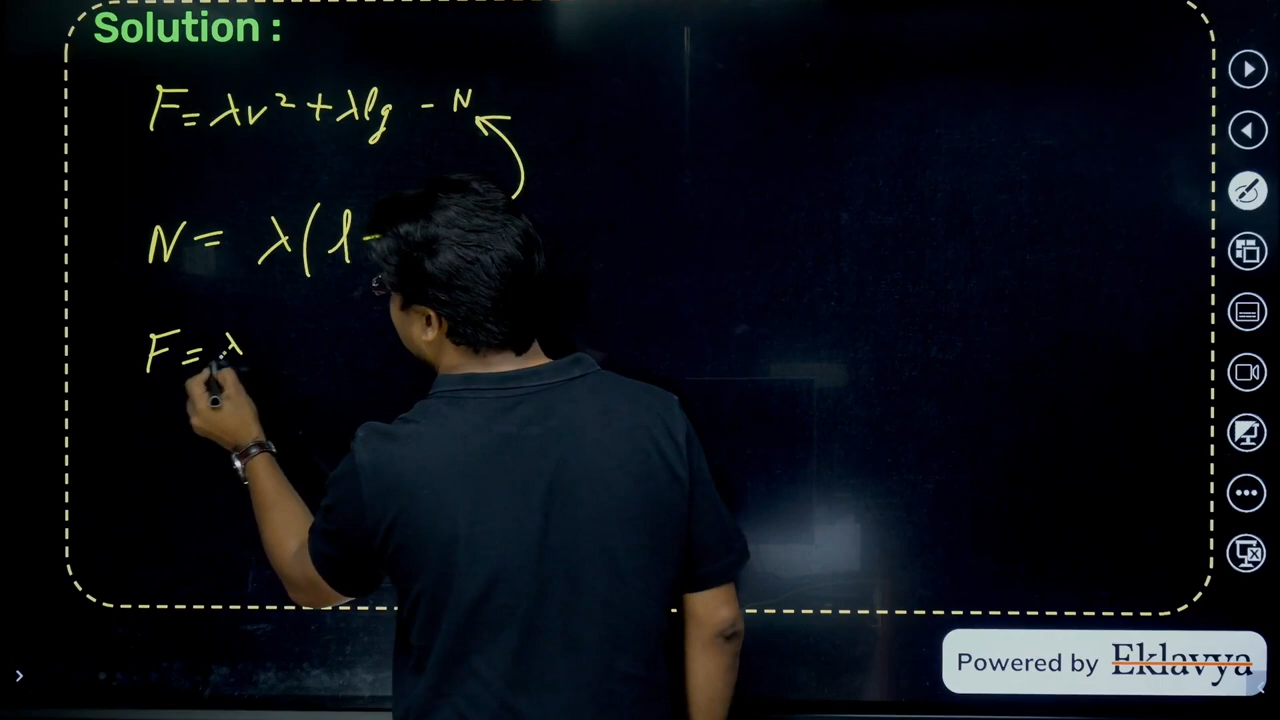 Solution :
F = λv² + λlg - N
N = λ(l -
F = λ
Powered by Eklavya